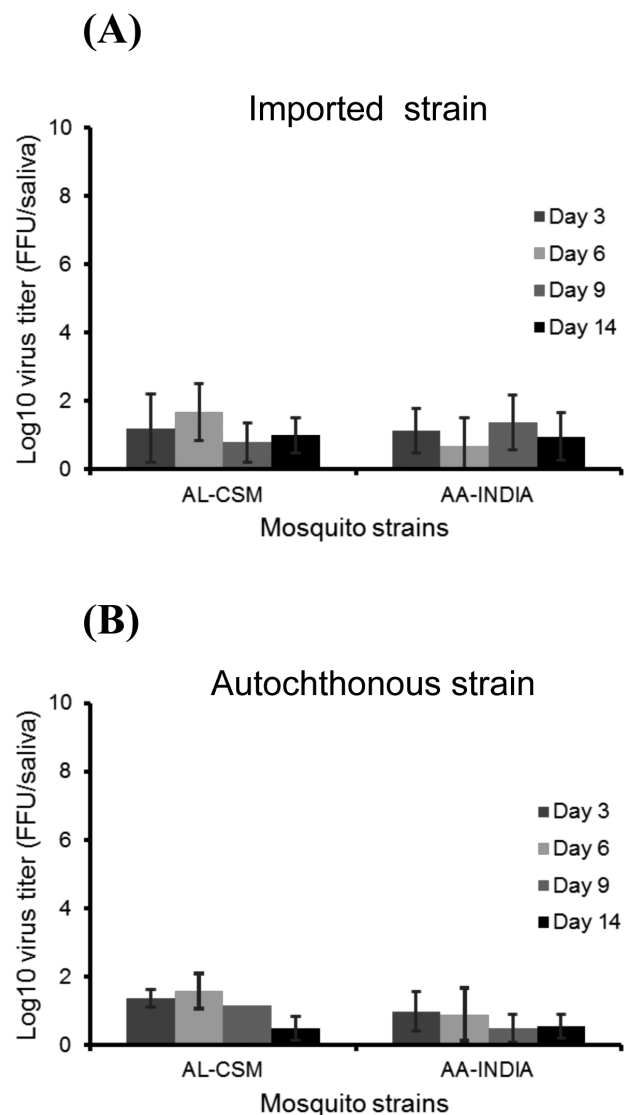 (A)
Imported strain
Log10 virus titer (FFU/saliva)
10
8
6
4
2
0
Day 3
Day 6
Day 9
Day 14
AL-CSM
AA-INDIA
Mosquito strains
(B)
Autochthonous strain
Log10 virus titer (FFU/saliva)
10
8
6
4
2
0
Day 3
Day 6
Day 9
Day 14
AL-CSM
AA-INDIA
Mosquito strains